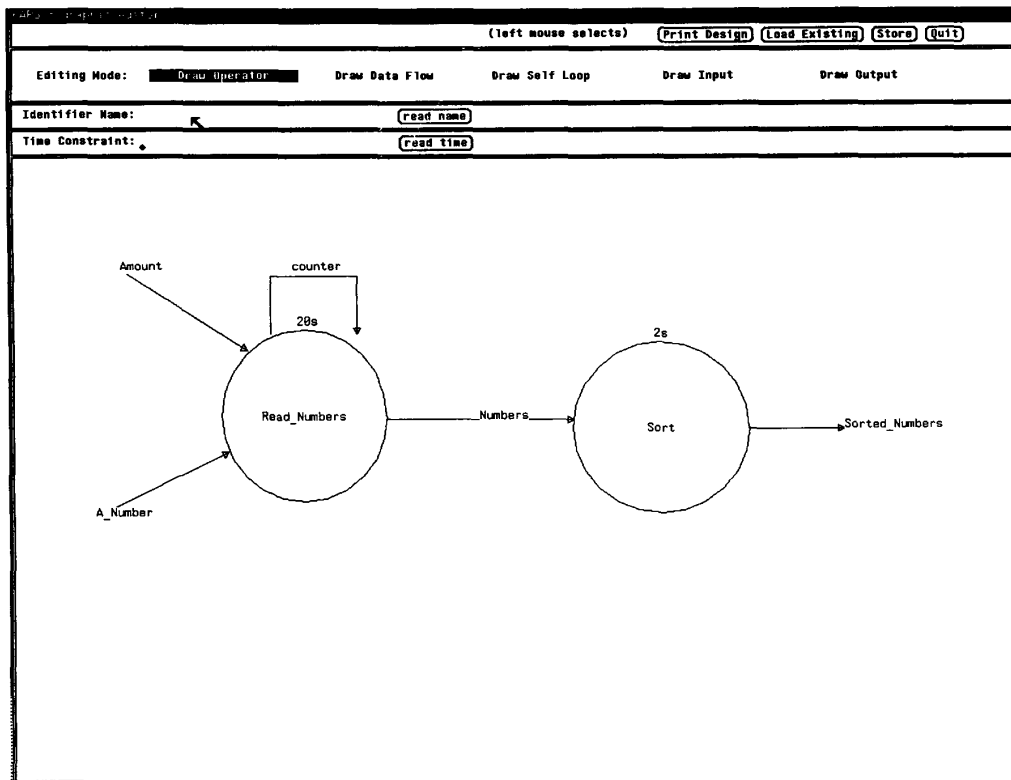 (left mouse selects) Print Design Load Existing Store Quit
Editing Mode: Draw Operator Draw Data Flow Draw Self Loop Draw Input Draw Output
Identifier Name: read name
Time Constraint: read time
Amount counter
20s
2s
Read_Numbers Numbers Sort Sorted_Numbers
A_Number